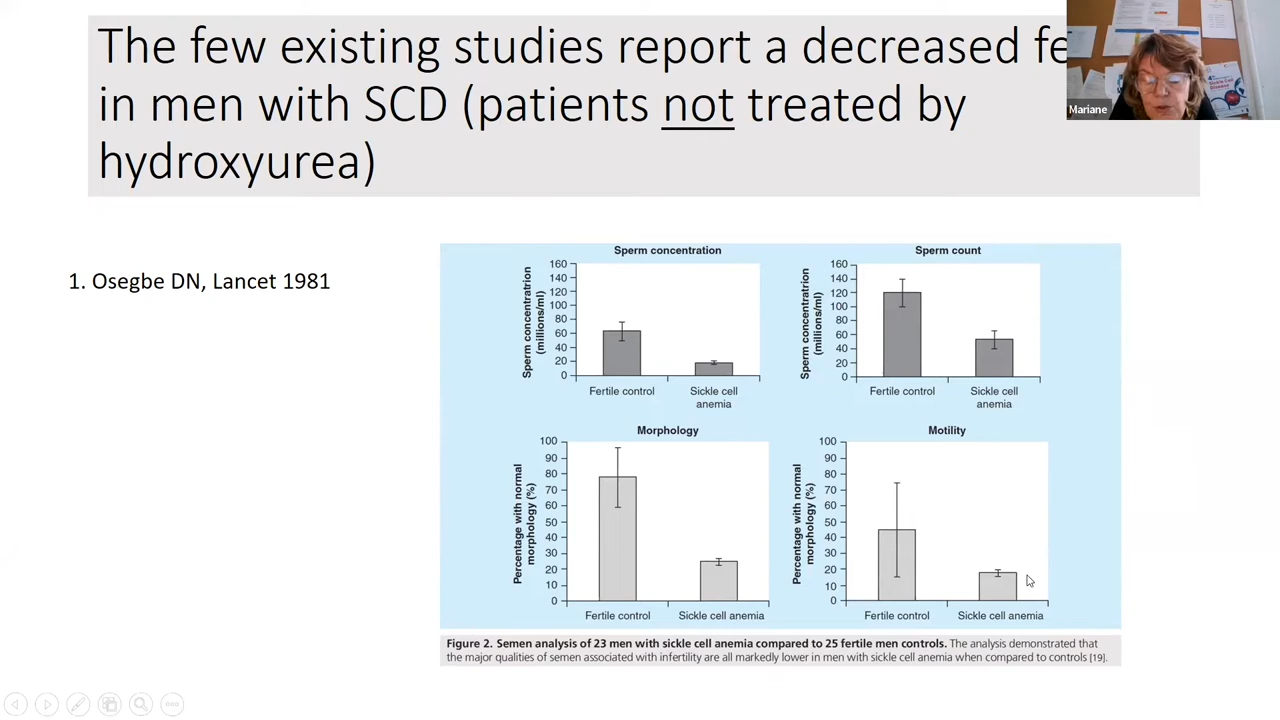 The few existing studies report a decreased fe
in men with SCD (patients not treated by
hydroxyurea)
Mariane
1. Osegbe DN, Lancet 1981
Sperm concentration
Sperm concentratrion
(millions/ml)
160
140
120
100
80
60
40
20
0
Fertile control
Sickle cell
anemia
Sperm count
Sperm concentratrion
(millions/ml)
160
140
120
100
80
60
40
20
0
Fertile control
Sickle cell
anemia
Morphology
Percentage with normal
morphology (%)
100
90
80
70
60
50
40
30
20
10
0
Fertile control
Sickle cell anemia
Motility
Percentage with normal
morphology (%)
100
90
80
70
60
50
40
30
20
10
0
Fertile control
Sickle cell anemia
Figure 2. Semen analysis of 23 men with sickle cell anemia compared to 25 fertile men controls. The analysis demonstrated that
the major qualities of semen associated with infertility are all markedly lower in men with sickle cell anemia when compared to controls [19].